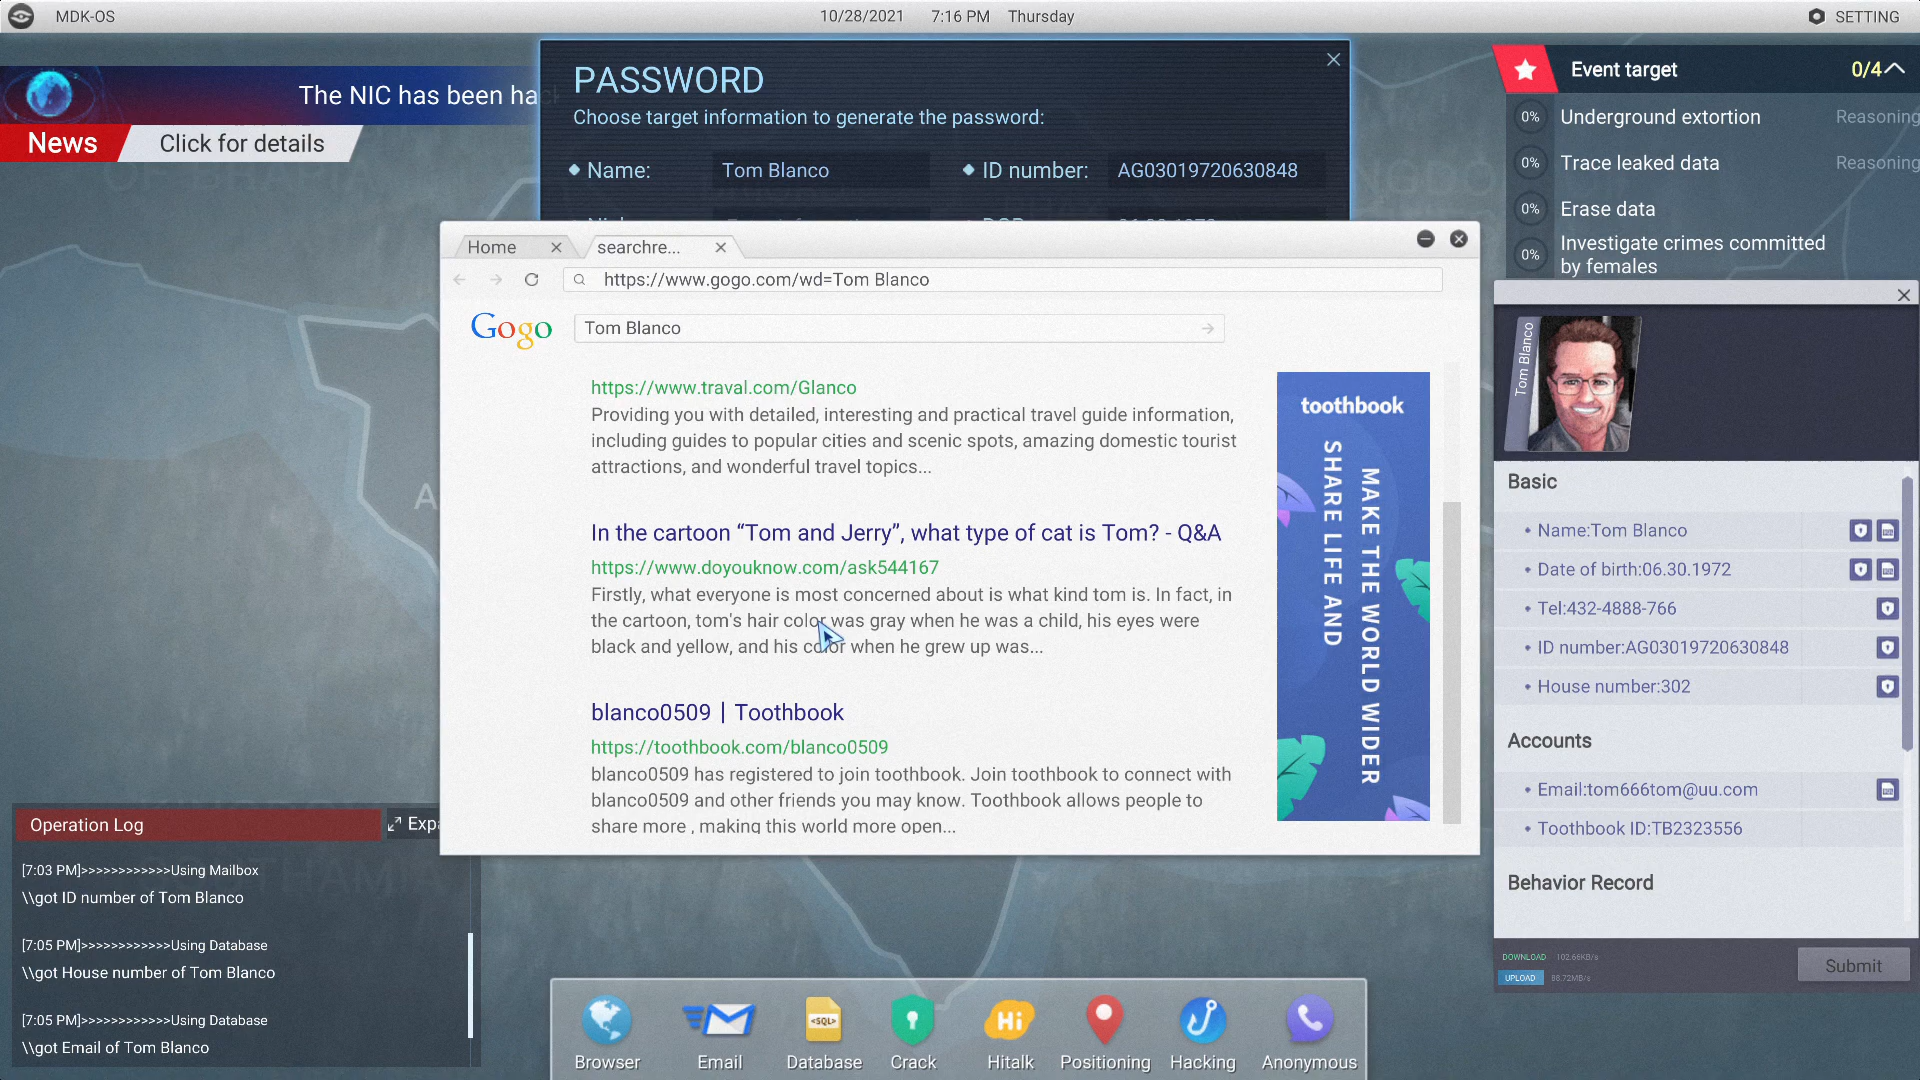 MDK-OS
10/28/2021 7:16 PM Thursday
SETTING
The NIC has been ha
News
Click for details
PASSWORD
Choose target information to generate the password:
Name: Tom Blanco
ID number: AG03019720630848
Event target 0/4
0% Underground extortion Reasoning
0% Trace leaked data Reasoning
0% Erase data
0% Investigate crimes committed
by females
Home
searchre...
https://www.gogo.com/wd=Tom Blanco
Gogo
Tom Blanco
https://www.traval.com/Glanco
Providing you with detailed, interesting and practical travel guide information,
including guides to popular cities and scenic spots, amazing domestic tourist
attractions, and wonderful travel topics...
In the cartoon “Tom and Jerry”, what type of cat is Tom? - Q&A
https://www.doyouknow.com/ask544167
Firstly, what everyone is most concerned about is what kind tom is. In fact, in
the cartoon, tom's hair color was gray when he was a child, his eyes were
black and yellow, and his color when he grew up was...
blanco0509 | Toothbook
https://toothbook.com/blanco0509
blanco0509 has registered to join toothbook. Join toothbook to connect with
blanco0509 and other friends you may know. Toothbook allows people to
share more , making this world more open...
toothbook
SHARE LIFE AND
MAKE THE WORLD WIDER
Tom Blanco
Basic
Name:Tom Blanco
Date of birth:06.30.1972
Tel:432-4888-766
ID number:AG03019720630848
House number:302
Accounts
Email:tom666tom@uu.com
Toothbook ID:TB2323556
Behavior Record
DOWNLOAD 102.66KB/s
UPLOAD 88.72MB/s
Submit
Operation Log
Expa
[7:03 PM]>>>>>>>>>>>>Using Mailbox
\\got ID number of Tom Blanco
[7:05 PM]>>>>>>>>>>>>Using Database
\\got House number of Tom Blanco
[7:05 PM]>>>>>>>>>>>>Using Database
\\got Email of Tom Blanco
<SQL>
Hi
Browser
Email
Database
Crack
Hitalk
Positioning
Hacking
Anonymous